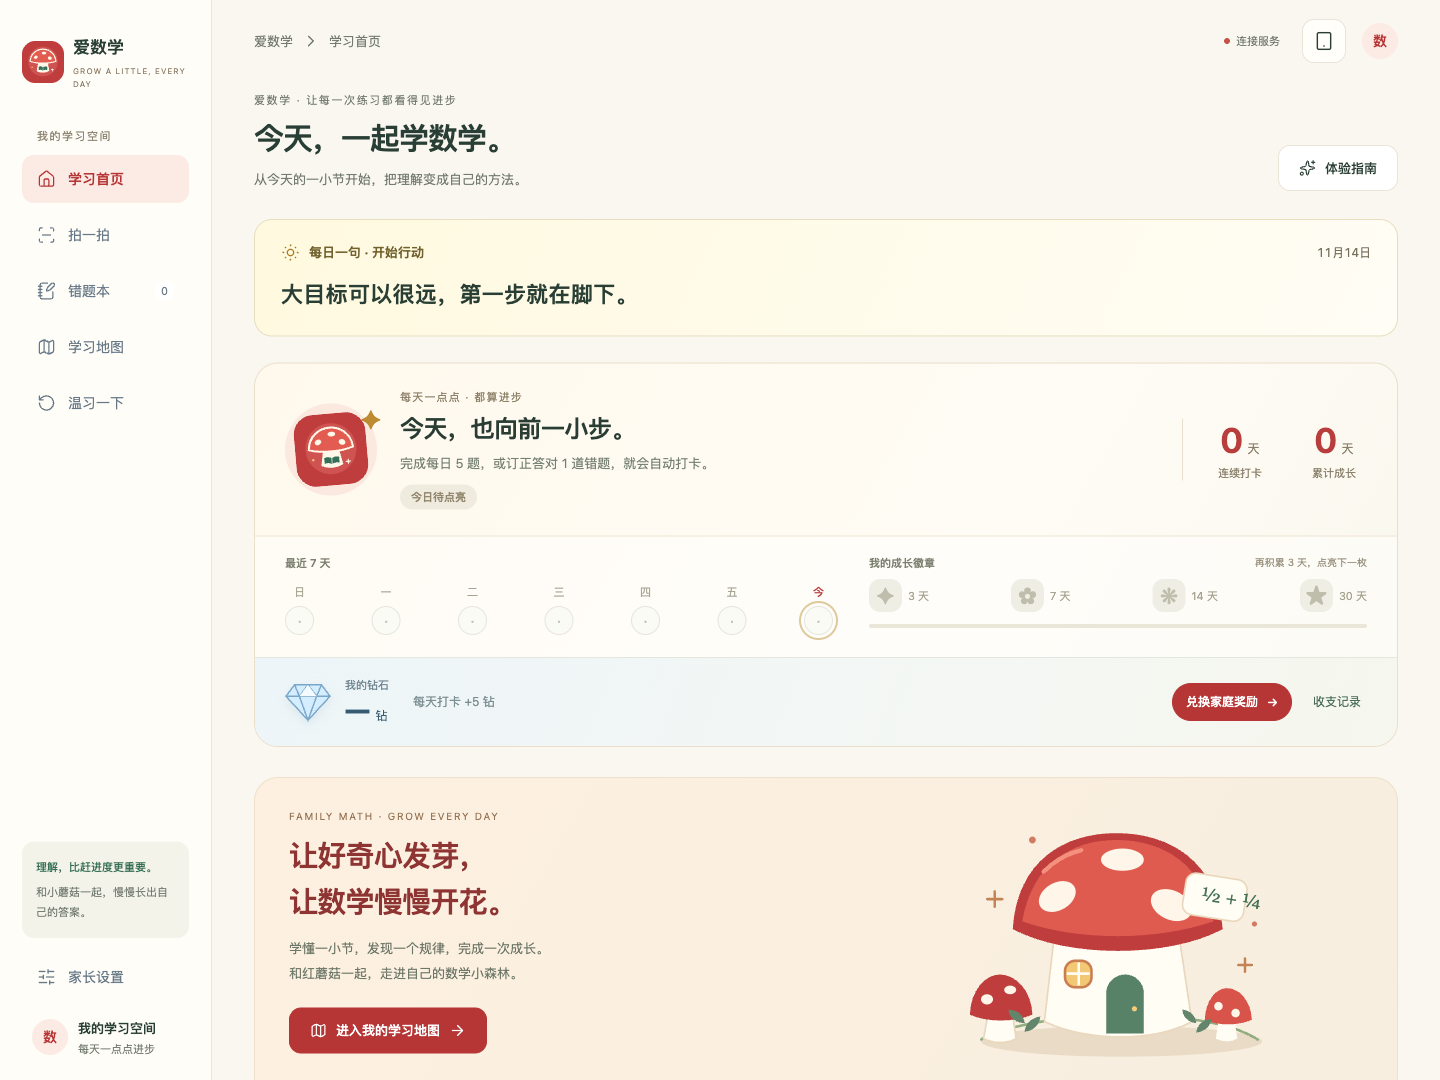 爱数学
GROW A LITTLE, EVERY
DAY
我的学习空间
学习首页
拍一拍
错题本 0
学习地图
温习一下
理解，比赶进度更重要。
和小蘑菇一起，慢慢长出自
己的答案。
家长设置
数
我的学习空间
每天一点点进步
爱数学 学习首页
连接服务
数
爱数学 · 让每一次练习都看得见进步
今天，一起学数学。
从今天的一小节开始，把理解变成自己的方法。
体验指南
每日一句 · 开始行动
11月14日
大目标可以很远，第一步就在脚下。
每天一点点 · 都算进步
今天，也向前一小步。
完成每日 5 题，或订正答对 1 道错题，就会自动打卡。
今日待点亮
0 天
连续打卡
0 天
累计成长
最近 7 天
日 一 二 三 四 五 今
我的成长徽章
再积累 3 天，点亮下一枚
3 天 7 天 14 天 30 天
我的钻石
— 钻
每天打卡 +5 钻
兑换家庭奖励
收支记录
FAMILY MATH · GROW EVERY DAY
让好奇心发芽，
让数学慢慢开花。
学懂一小节，发现一个规律，完成一次成长。
和红蘑菇一起，走进自己的数学小森林。
进入我的学习地图
½ + ¼